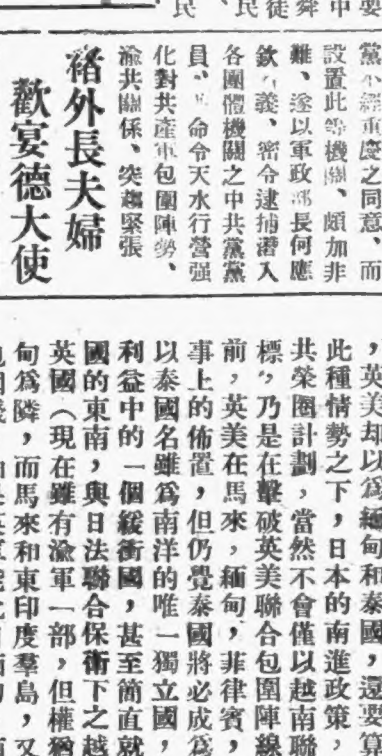 要
中
舜
徒
民
、
民
黨不經重慶之同意、而
設置此等機關、頗加非
難、遂以軍政部長何應
欽名義、密令逮捕潛入
各團體機關之中共黨黨
員、命令天水行營强
化對共產軍包圍陣勢、
渝共關係、突趨緊張
褚外長夫婦
歡宴德大使
，英美却以爲緬甸和泰國，還要算
此種情勢之下，日本的南進政策，
共榮圈計劃，當然不會僅以越南聯
標，乃是在擊破英美聯合包圍陣線
前，英美在馬來，緬甸，菲律賓，
事上的佈置，但仍覺泰國將必成爲
以泰國名雖爲南洋的唯一獨立國，
利益中的一個緩衝國，甚至簡直就
國的東南，與日法聯合保衛下之越
英國（現在雖有渝軍一部，但權猶
甸爲隣，而馬來和東印度羣島，又